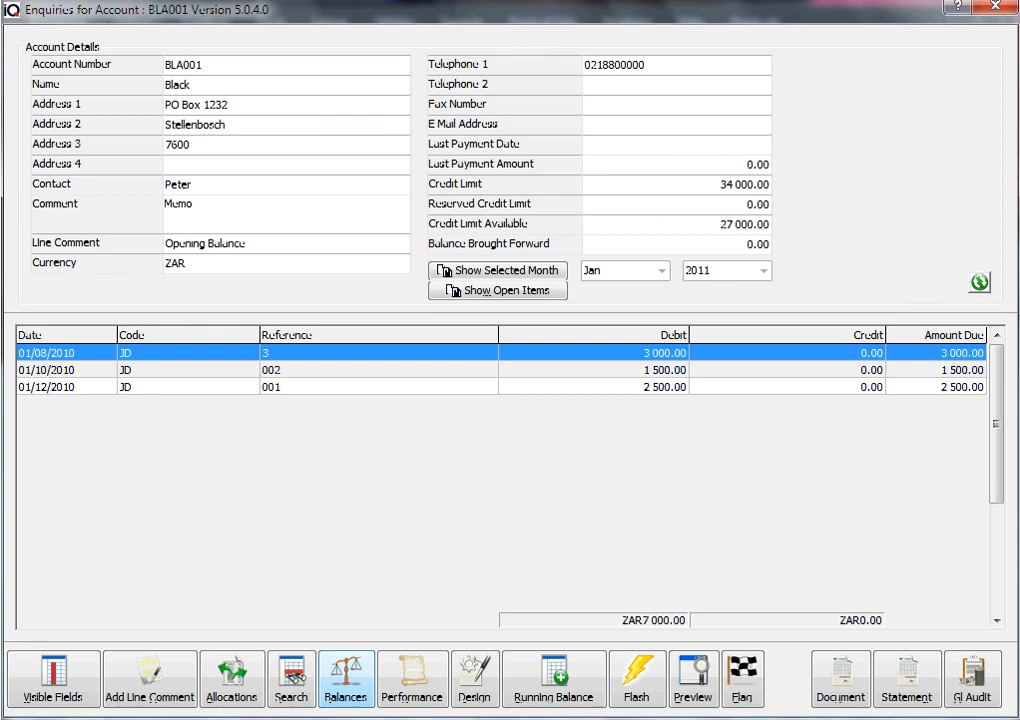 iQ Enquiries for Account : BLA001 Version 5.0.4.0
? X
Account Details
Account Number BLA001
Name Black
Address 1 PO Box 1232
Address 2 Stellenbosch
Address 3 7600
Address 4
Contact Peter
Comment Memo
Line Comment Opening Balance
Currency ZAR
Telephone 1 0218800000
Telephone 2
Fax Number
E Mail Address
Last Payment Date
Last Payment Amount 0.00
Credit Limit 34 000.00
Reserved Credit Limit 0.00
Credit Limit Available 27 000.00
Balance Brought Forward 0.00
Show Selected Month Jan 2011
Show Open Items
Date Code Reference Debit Credit Amount Due
01/08/2010 JD 3 3 000.00 0.00 3 000.00
01/10/2010 JD 002 1 500.00 0.00 1 500.00
01/12/2010 JD 001 2 500.00 0.00 2 500.00
ZAR7 000.00 ZAR0.00
Visible Fields Add Line Comment Allocations Search Balances Performance Design Running Balance Flash Preview Flag Document Statement Gl Audit